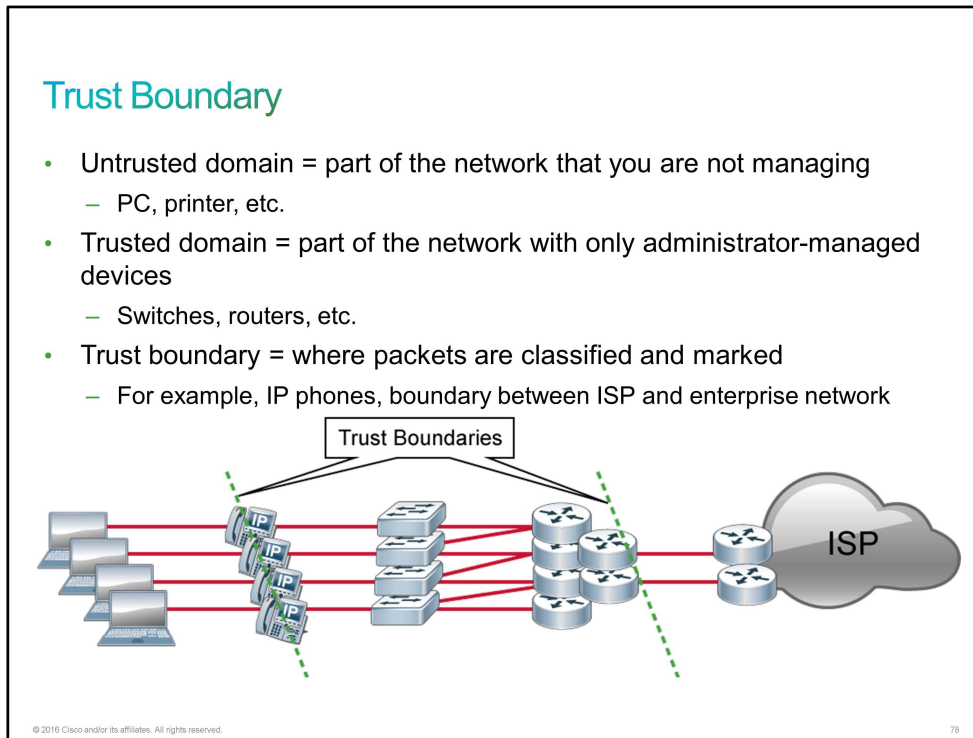 Trust Boundary
• Untrusted domain = part of the network that you are not managing
– PC, printer, etc.
• Trusted domain = part of the network with only administrator-managed
devices
– Switches, routers, etc.
• Trust boundary = where packets are classified and marked
– For example, IP phones, boundary between ISP and enterprise network
Trust Boundaries
IP
IP
IP
IP
ISP
© 2016 Cisco and/or its affiliates. All rights reserved.
78